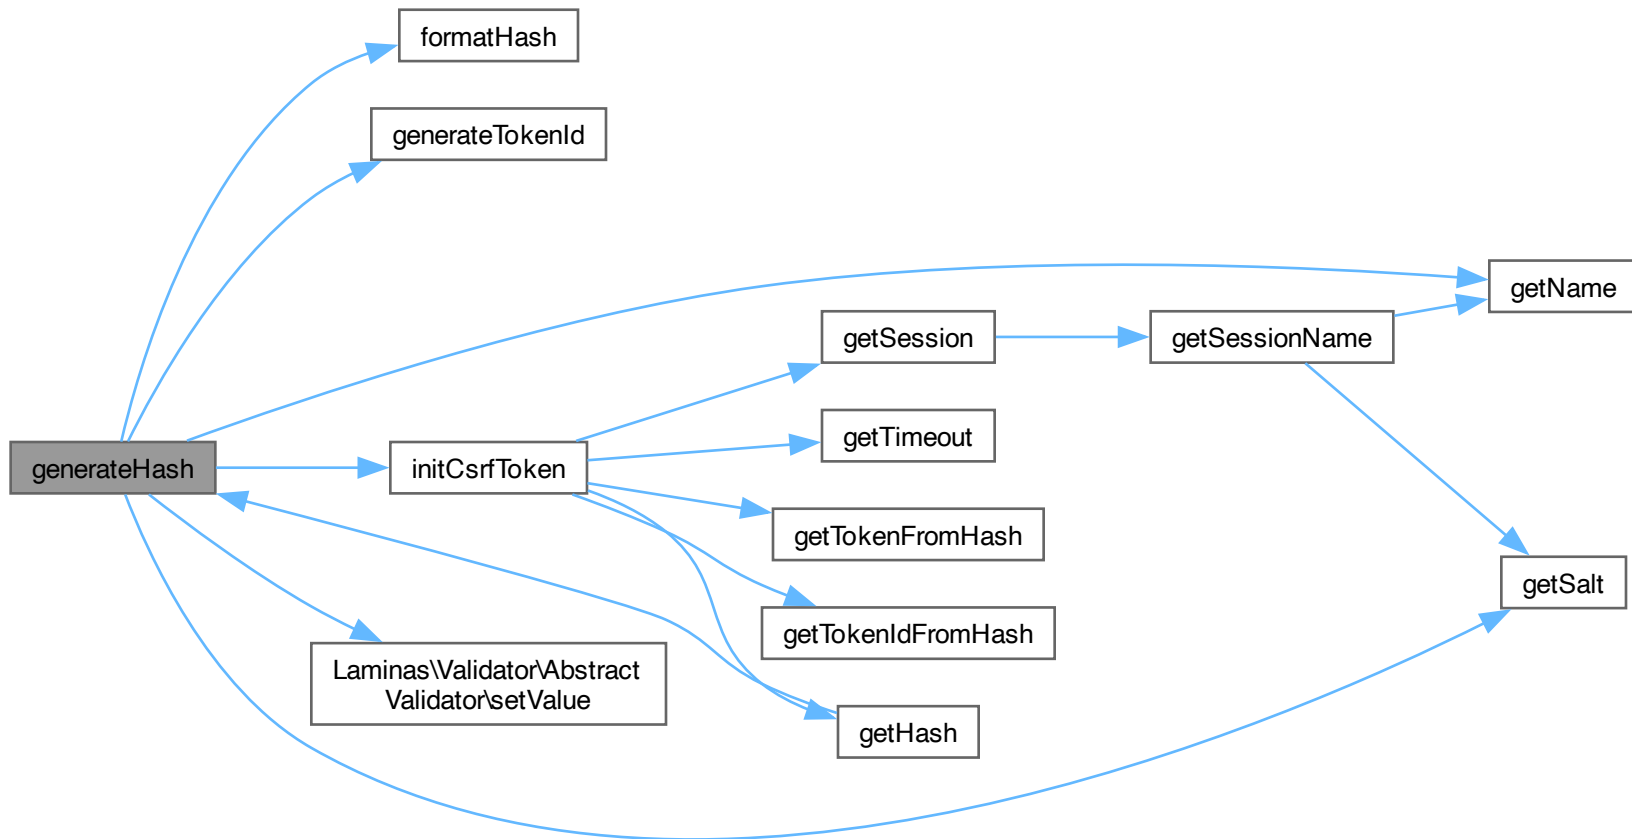 formatHash
generateTokenId
getName
getSession
getSessionName
getTimeout
generateHash
initCsrfToken
getTokenFromHash
getSalt
getTokenIdFromHash
Laminas\Validator\Abstract
Validator\setValue
getHash